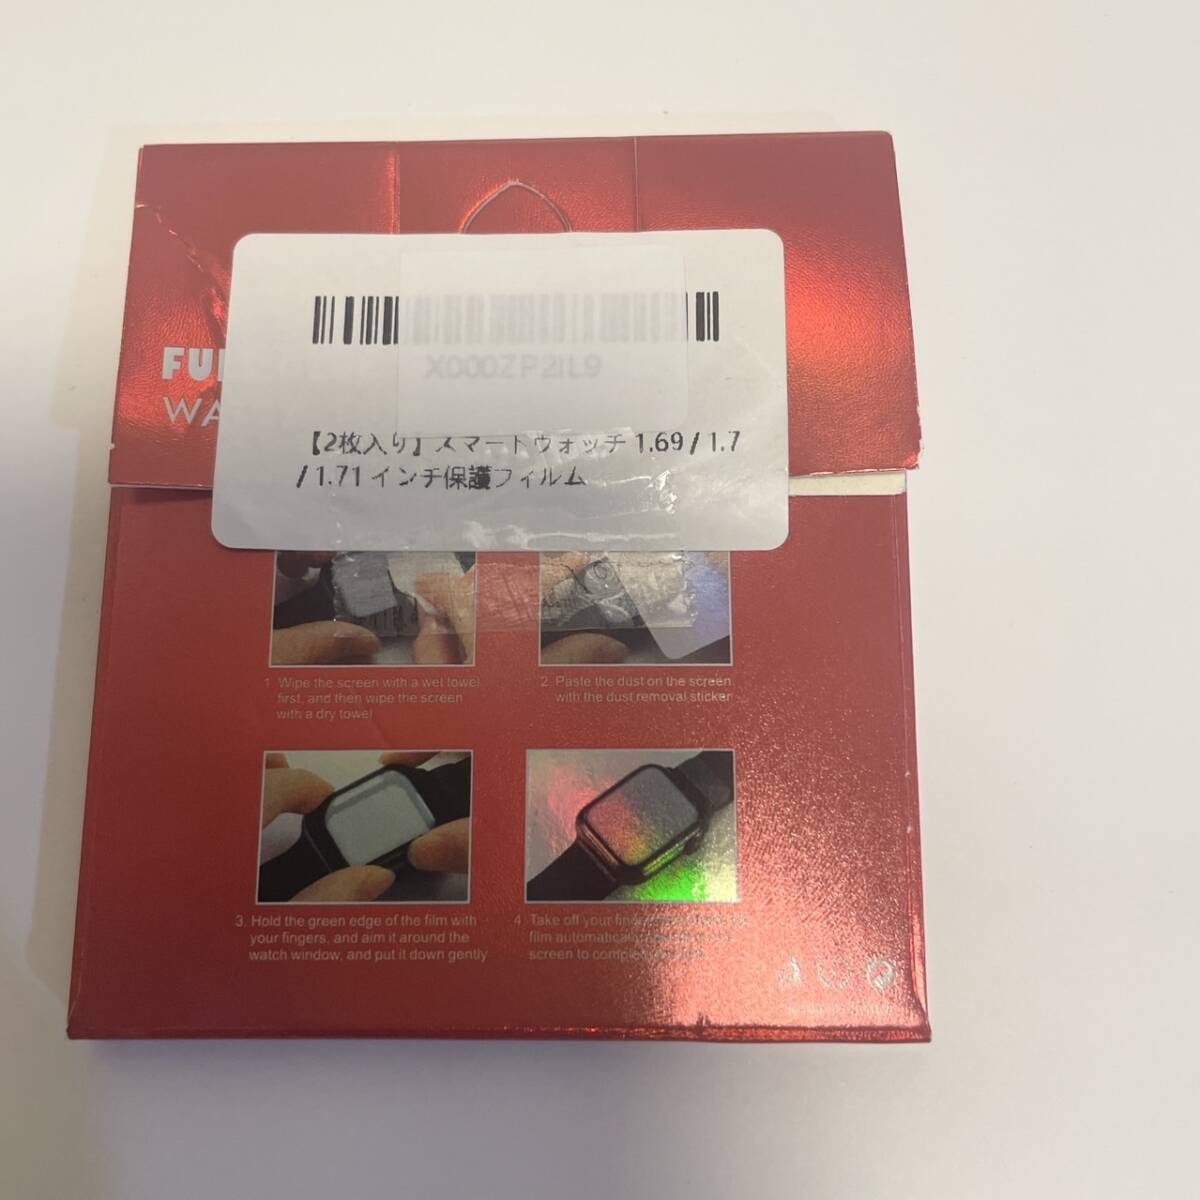 X000ZP2IL9
【2枚入り】スマートウォッチ 1.69 / 1.7
/ 1.71 インチ保護フィルム
1. Wipe the screen with a wet towel
first, and then wipe the screen
with a dry towel
2. Paste the dust on the screen
with the dust removal sticker
3. Hold the green edge of the film with
your fingers, and aim it around the
watch window, and put it down gently
4. Take off your
film automatically
screen to